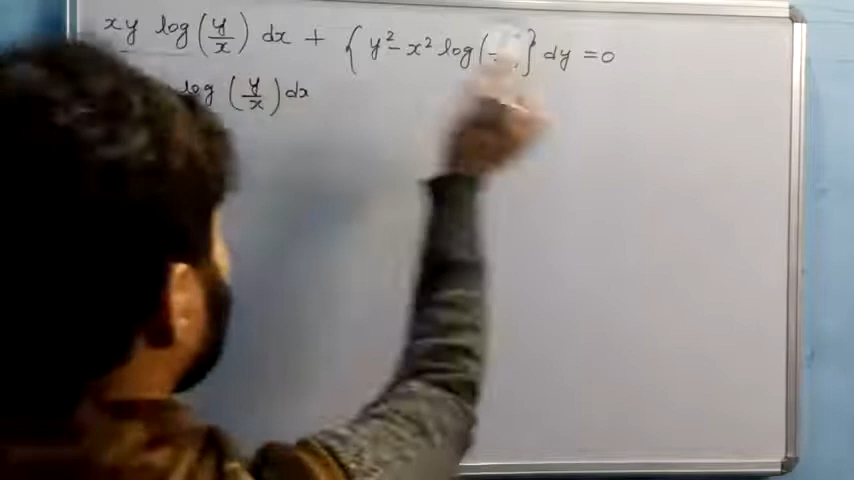 xy log(y/x) dx + { y² - x² log( } dy = 0
log (y/x) dx